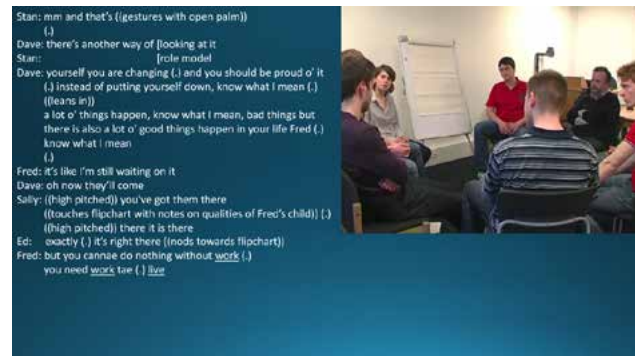 Stan: mm and that's ((gestures with open palm))
(.)
Dave: there's another way of [looking at it
Stan: [role model
Dave: yourself you are changing (.) and you should be proud o' it
(.) instead of putting yourself down, know what I mean (.)
((leans in))
a lot o' things happen, know what I mean, bad things but
there is also a lot o' good things happen in your life Fred (.)
know what I mean
(.)
Fred: it's like I'm still waiting on it
Dave: oh now they'll come
Sally: ((high pitched)) you've got them there
((touches flipchart with notes on qualities of Fred's child)) (.)
((high pitched)) there it is there
Ed: exactly (.) it's right there ((nods towards flipchart))
Fred: but you cannae do nothing without work (.)
you need work tae (.) live